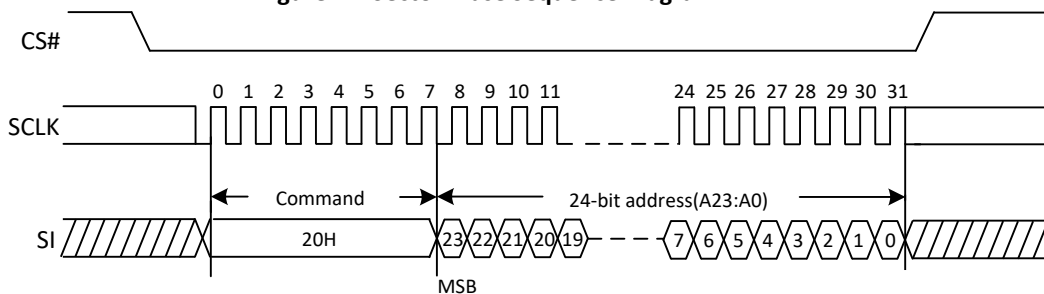 CS#
0 1 2 3 4 5 6 7 8 9 10 11 24 25 26 27 28 29 30 31
SCLK
Command 24-bit address(A23:A0)
SI 20H 23 22 21 20 19 7 6 5 4 3 2 1 0
MSB